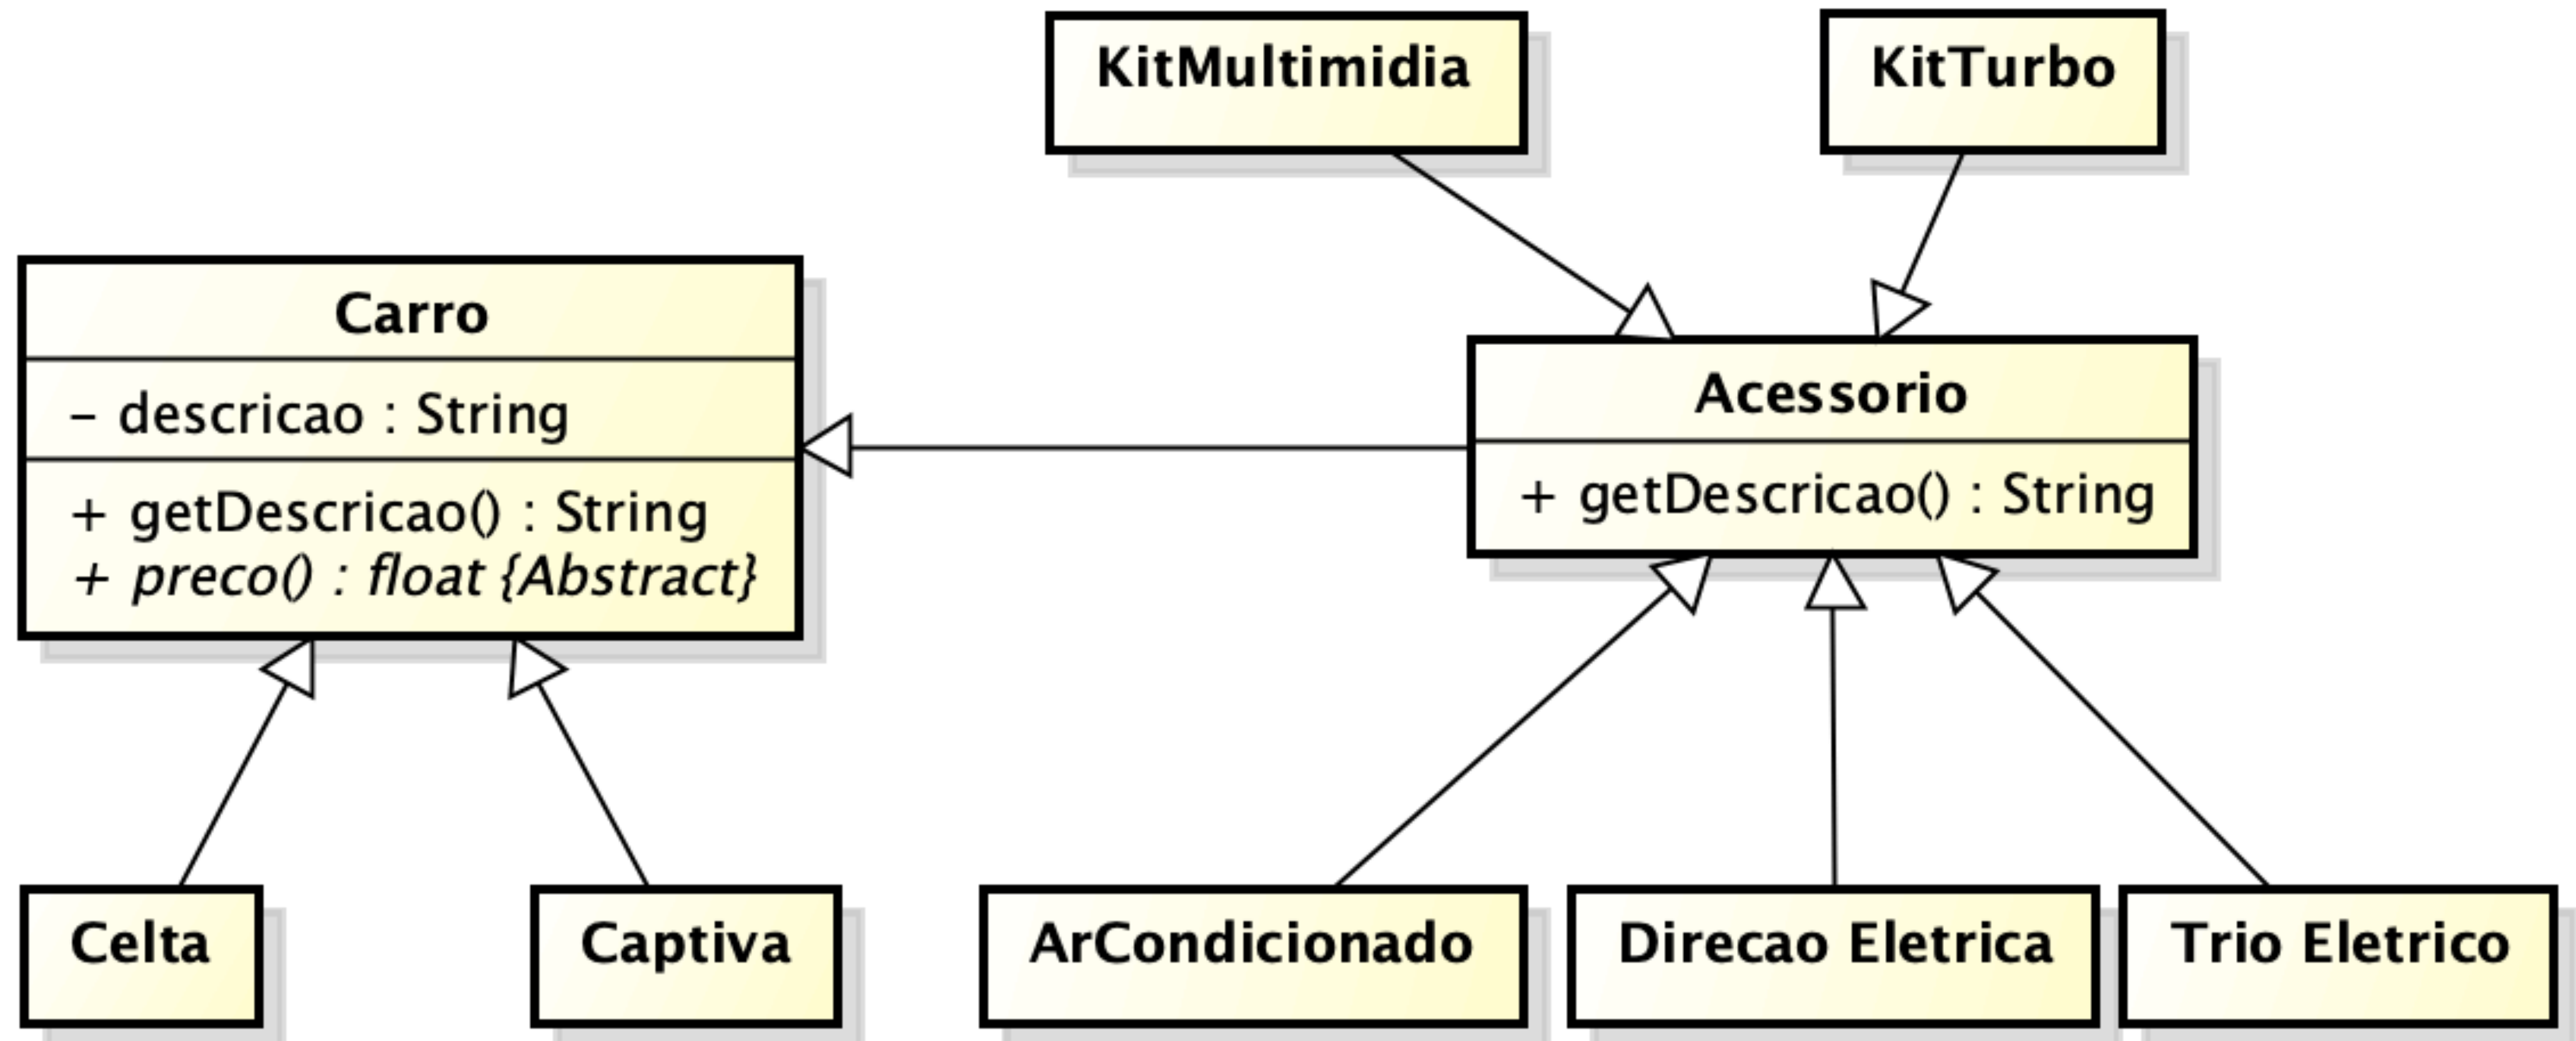 KitMultimidia
KitTurbo
Carro
- descricao : String
+ getDescricao() : String
+ preco() : float {Abstract}
Acessorio
+ getDescricao() : String
Celta
Captiva
ArCondicionado
Direcao Eletrica
Trio Eletrico